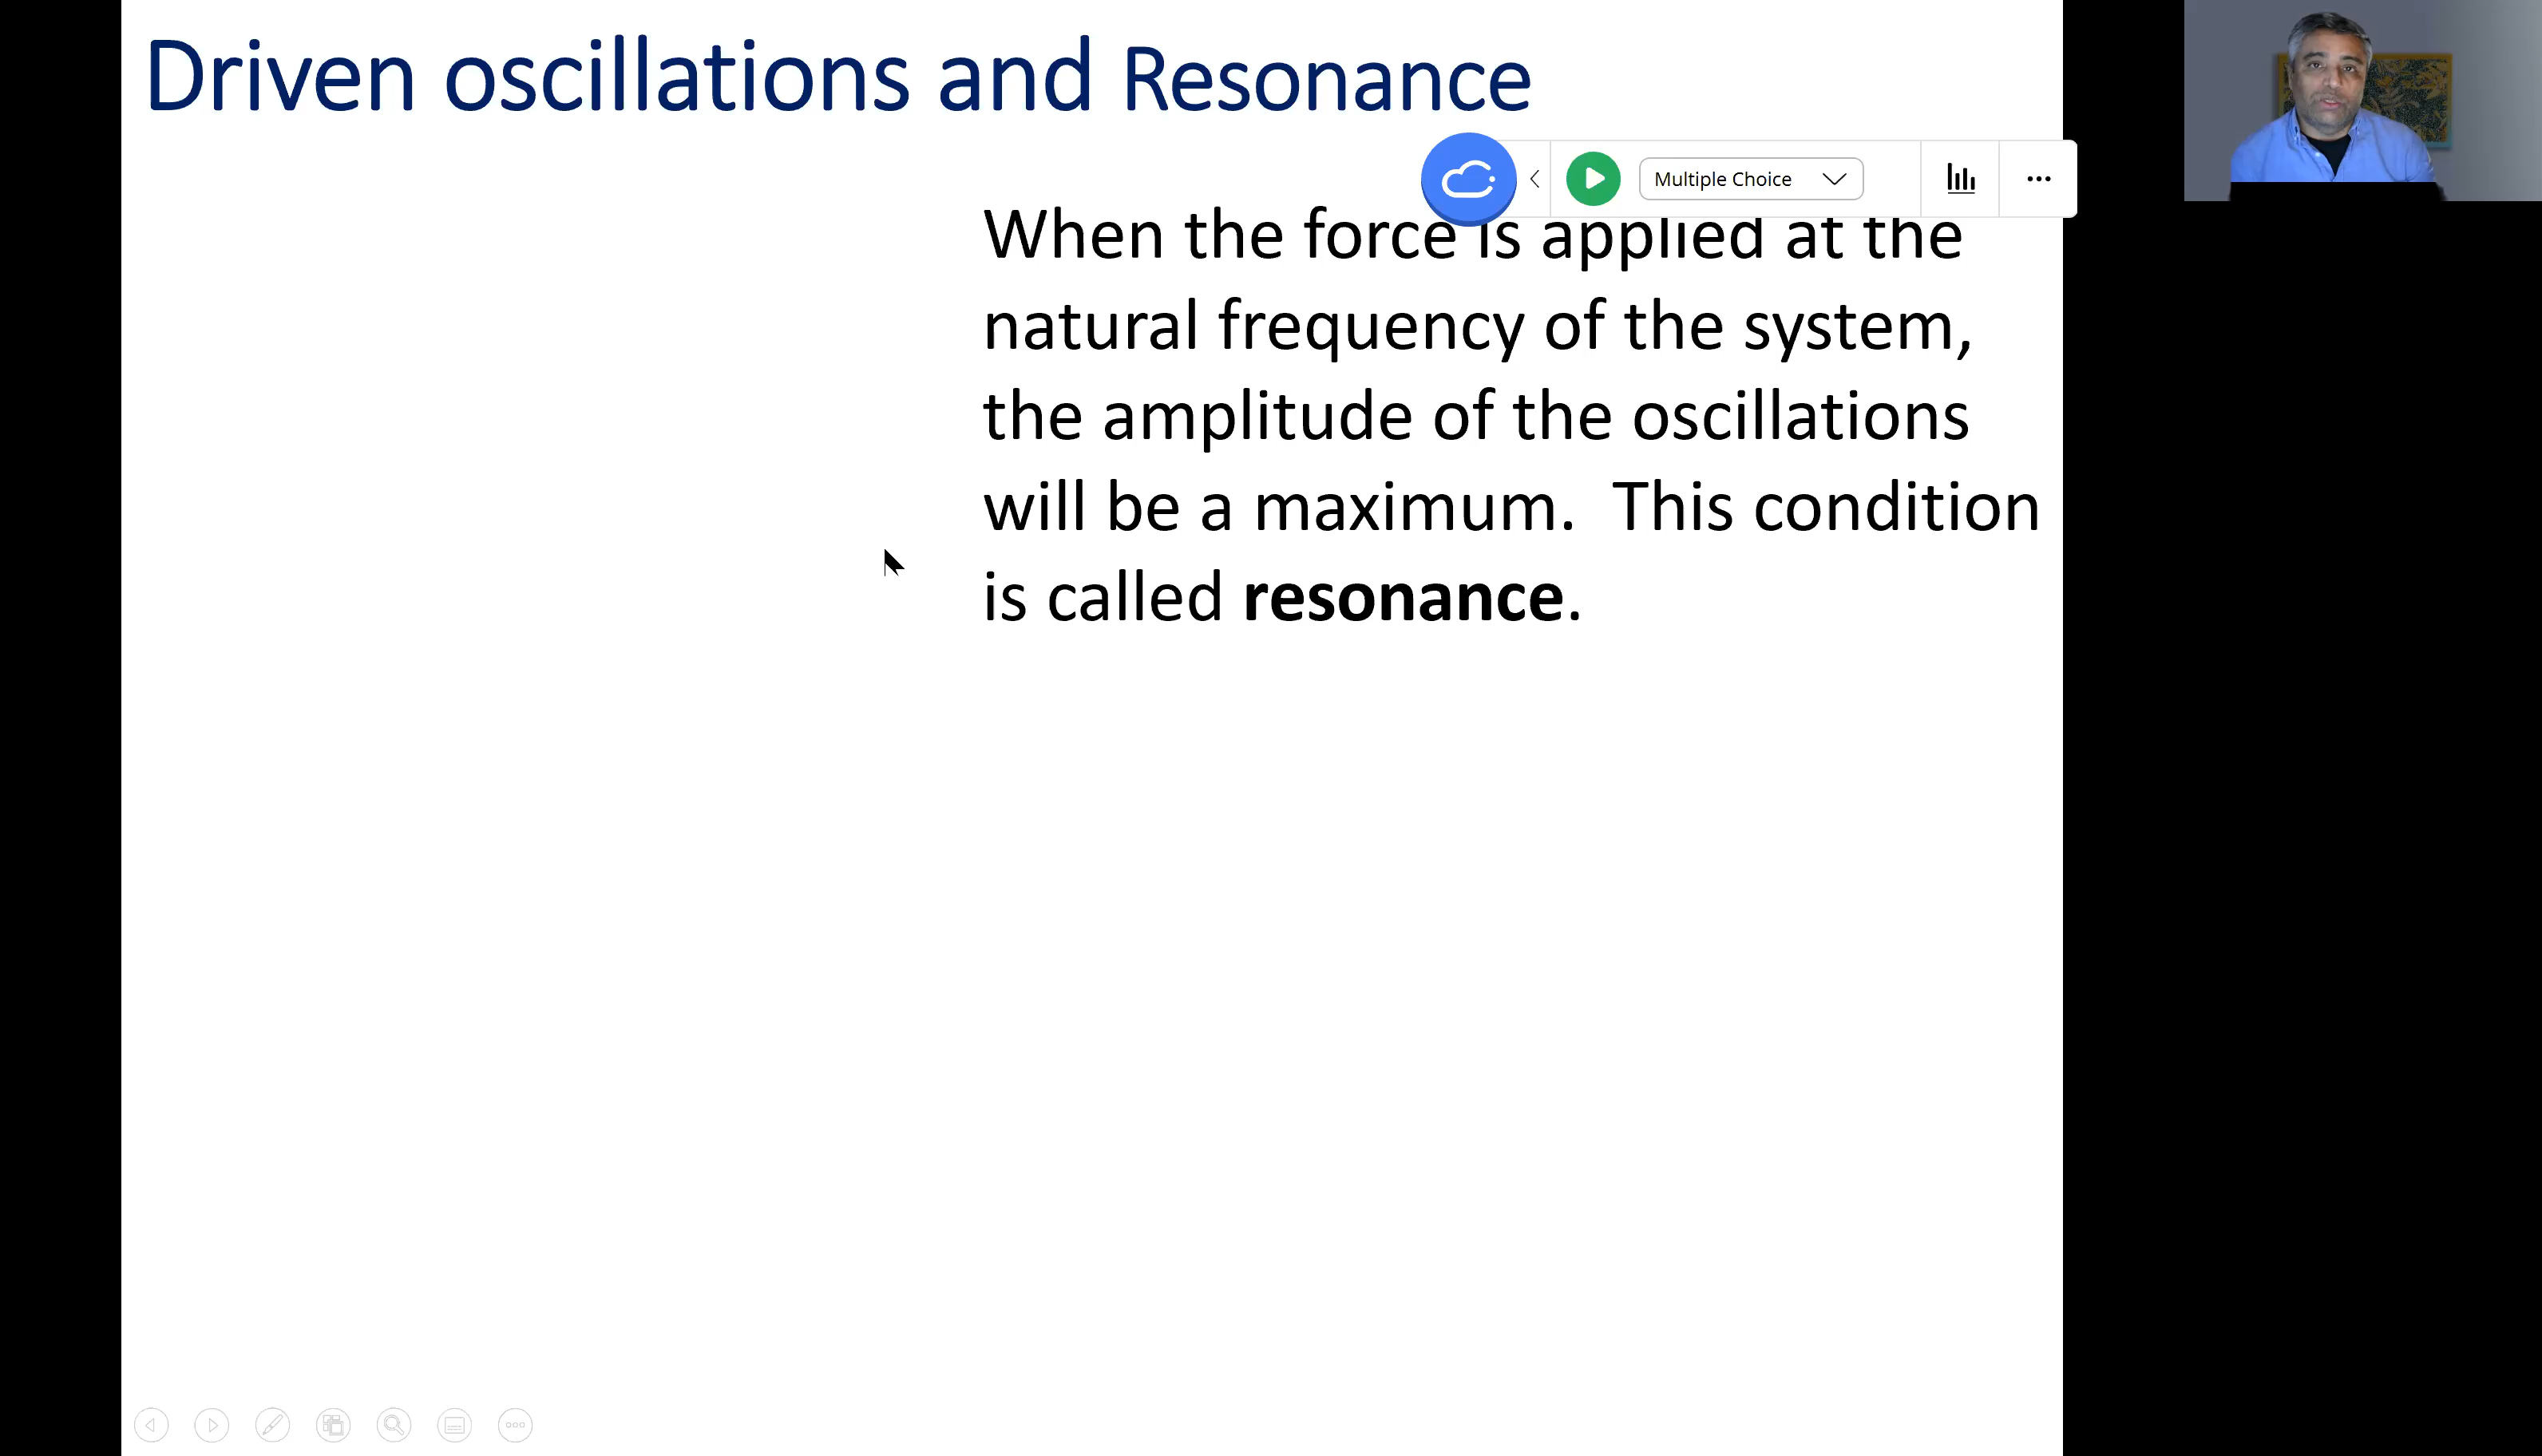 Driven oscillations and Resonance
Multiple Choice
When the force is applied at the
natural frequency of the system,
the amplitude of the oscillations
will be a maximum.  This condition
is called resonance.